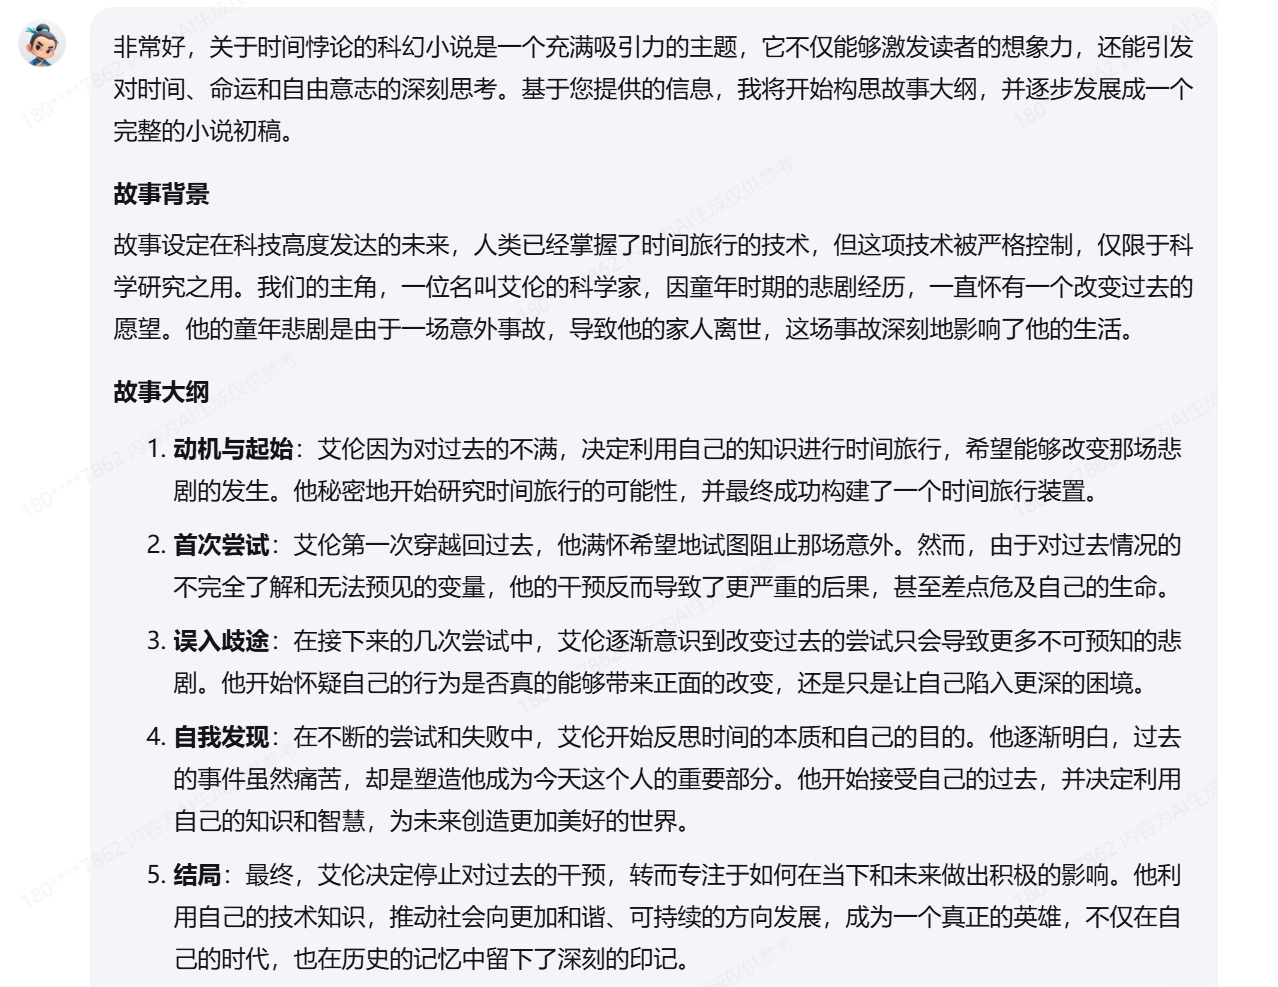 非常好，关于时间悖论的科幻小说是一个充满吸引力的主题，它不仅能够激发读者的想象力，还能引发
对时间、命运和自由意志的深刻思考。基于您提供的信息，我将开始构思故事大纲，并逐步发展成一个
完整的小说初稿。
故事背景
故事设定在科技高度发达的未来，人类已经掌握了时间旅行的技术，但这项技术被严格控制，仅限于科
学研究之用。我们的主角，一位名叫艾伦的科学家，因童年时期的悲剧经历，一直怀有一个改变过去的
愿望。他的童年悲剧是由于一场意外事故，导致他的家人离世，这场事故深刻地影响了他的生活。
故事大纲
1. 动机与起始：艾伦因为对过去的不满，决定利用自己的知识进行时间旅行，希望能够改变那场悲
剧的发生。他秘密地开始研究时间旅行的可能性，并最终成功构建了一个时间旅行装置。
2. 首次尝试：艾伦第一次穿越回过去，他满怀希望地试图阻止那场意外。然而，由于对过去情况的
不完全了解和无法预见的变量，他的干预反而导致了更严重的后果，甚至差点危及自己的生命。
3. 误入歧途：在接下来的几次尝试中，艾伦逐渐意识到改变过去的尝试只会导致更多不可预知的悲
剧。他开始怀疑自己的行为是否真的能够带来正面的改变，还是只是让自己陷入更深的困境。
4. 自我发现：在不断的尝试和失败中，艾伦开始反思时间的本质和自己的目的。他逐渐明白，过去
的事件虽然痛苦，却是塑造他成为今天这个人的重要部分。他开始接受自己的过去，并决定利用
自己的知识和智慧，为未来创造更加美好的世界。
5. 结局：最终，艾伦决定停止对过去的干预，转而专注于如何在当下和未来做出积极的影响。他利
用自己的技术知识，推动社会向更加和谐、可持续的方向发展，成为一个真正的英雄，不仅在自
己的时代，也在历史的记忆中留下了深刻的印记。
180****7862 内容为AI生成仅供参考